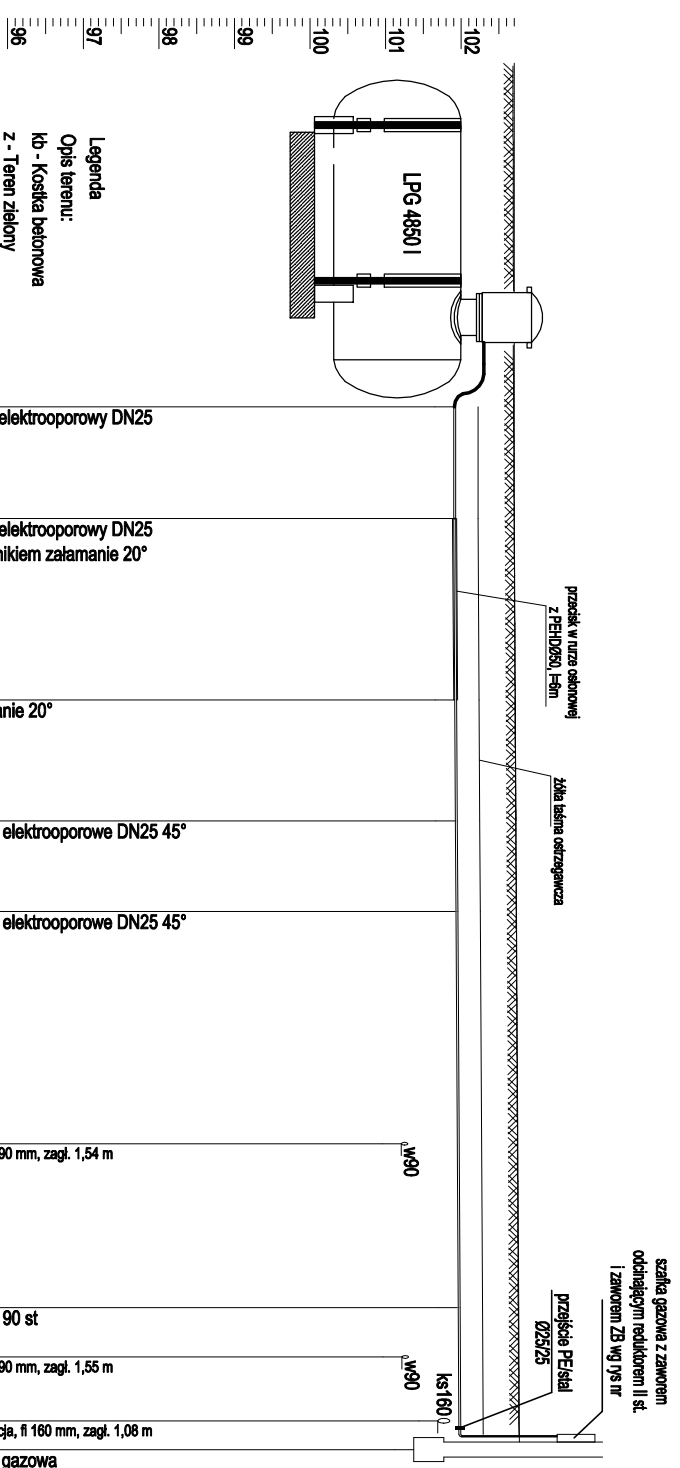 96
97
98
99
100
101
102
Legenda
Opis terenu:
kb - Kostka betonowa
z - Teren zielony
LPG 4850 l
elektrooporowy DN25
elektrooporowy DN25
nikiem załamanie 20°
przecisk w rurze osłonowej
z PEHDØ50, l=6m
anie 20°
żółta taśma ostrzegawcza
elektrooporowe DN25 45°
elektrooporowe DN25 45°
w90
90 mm, zagł. 1,54 m
szafka gazowa z zaworem
odcinającym reduktorem II st.
i zaworem ZB wg rys nr
przejście PE/stal
Ø25/25
90 st
w90
90 mm, zagł. 1,55 m
ks160
cja, fi 160 mm, zagł. 1,08 m
gazowa